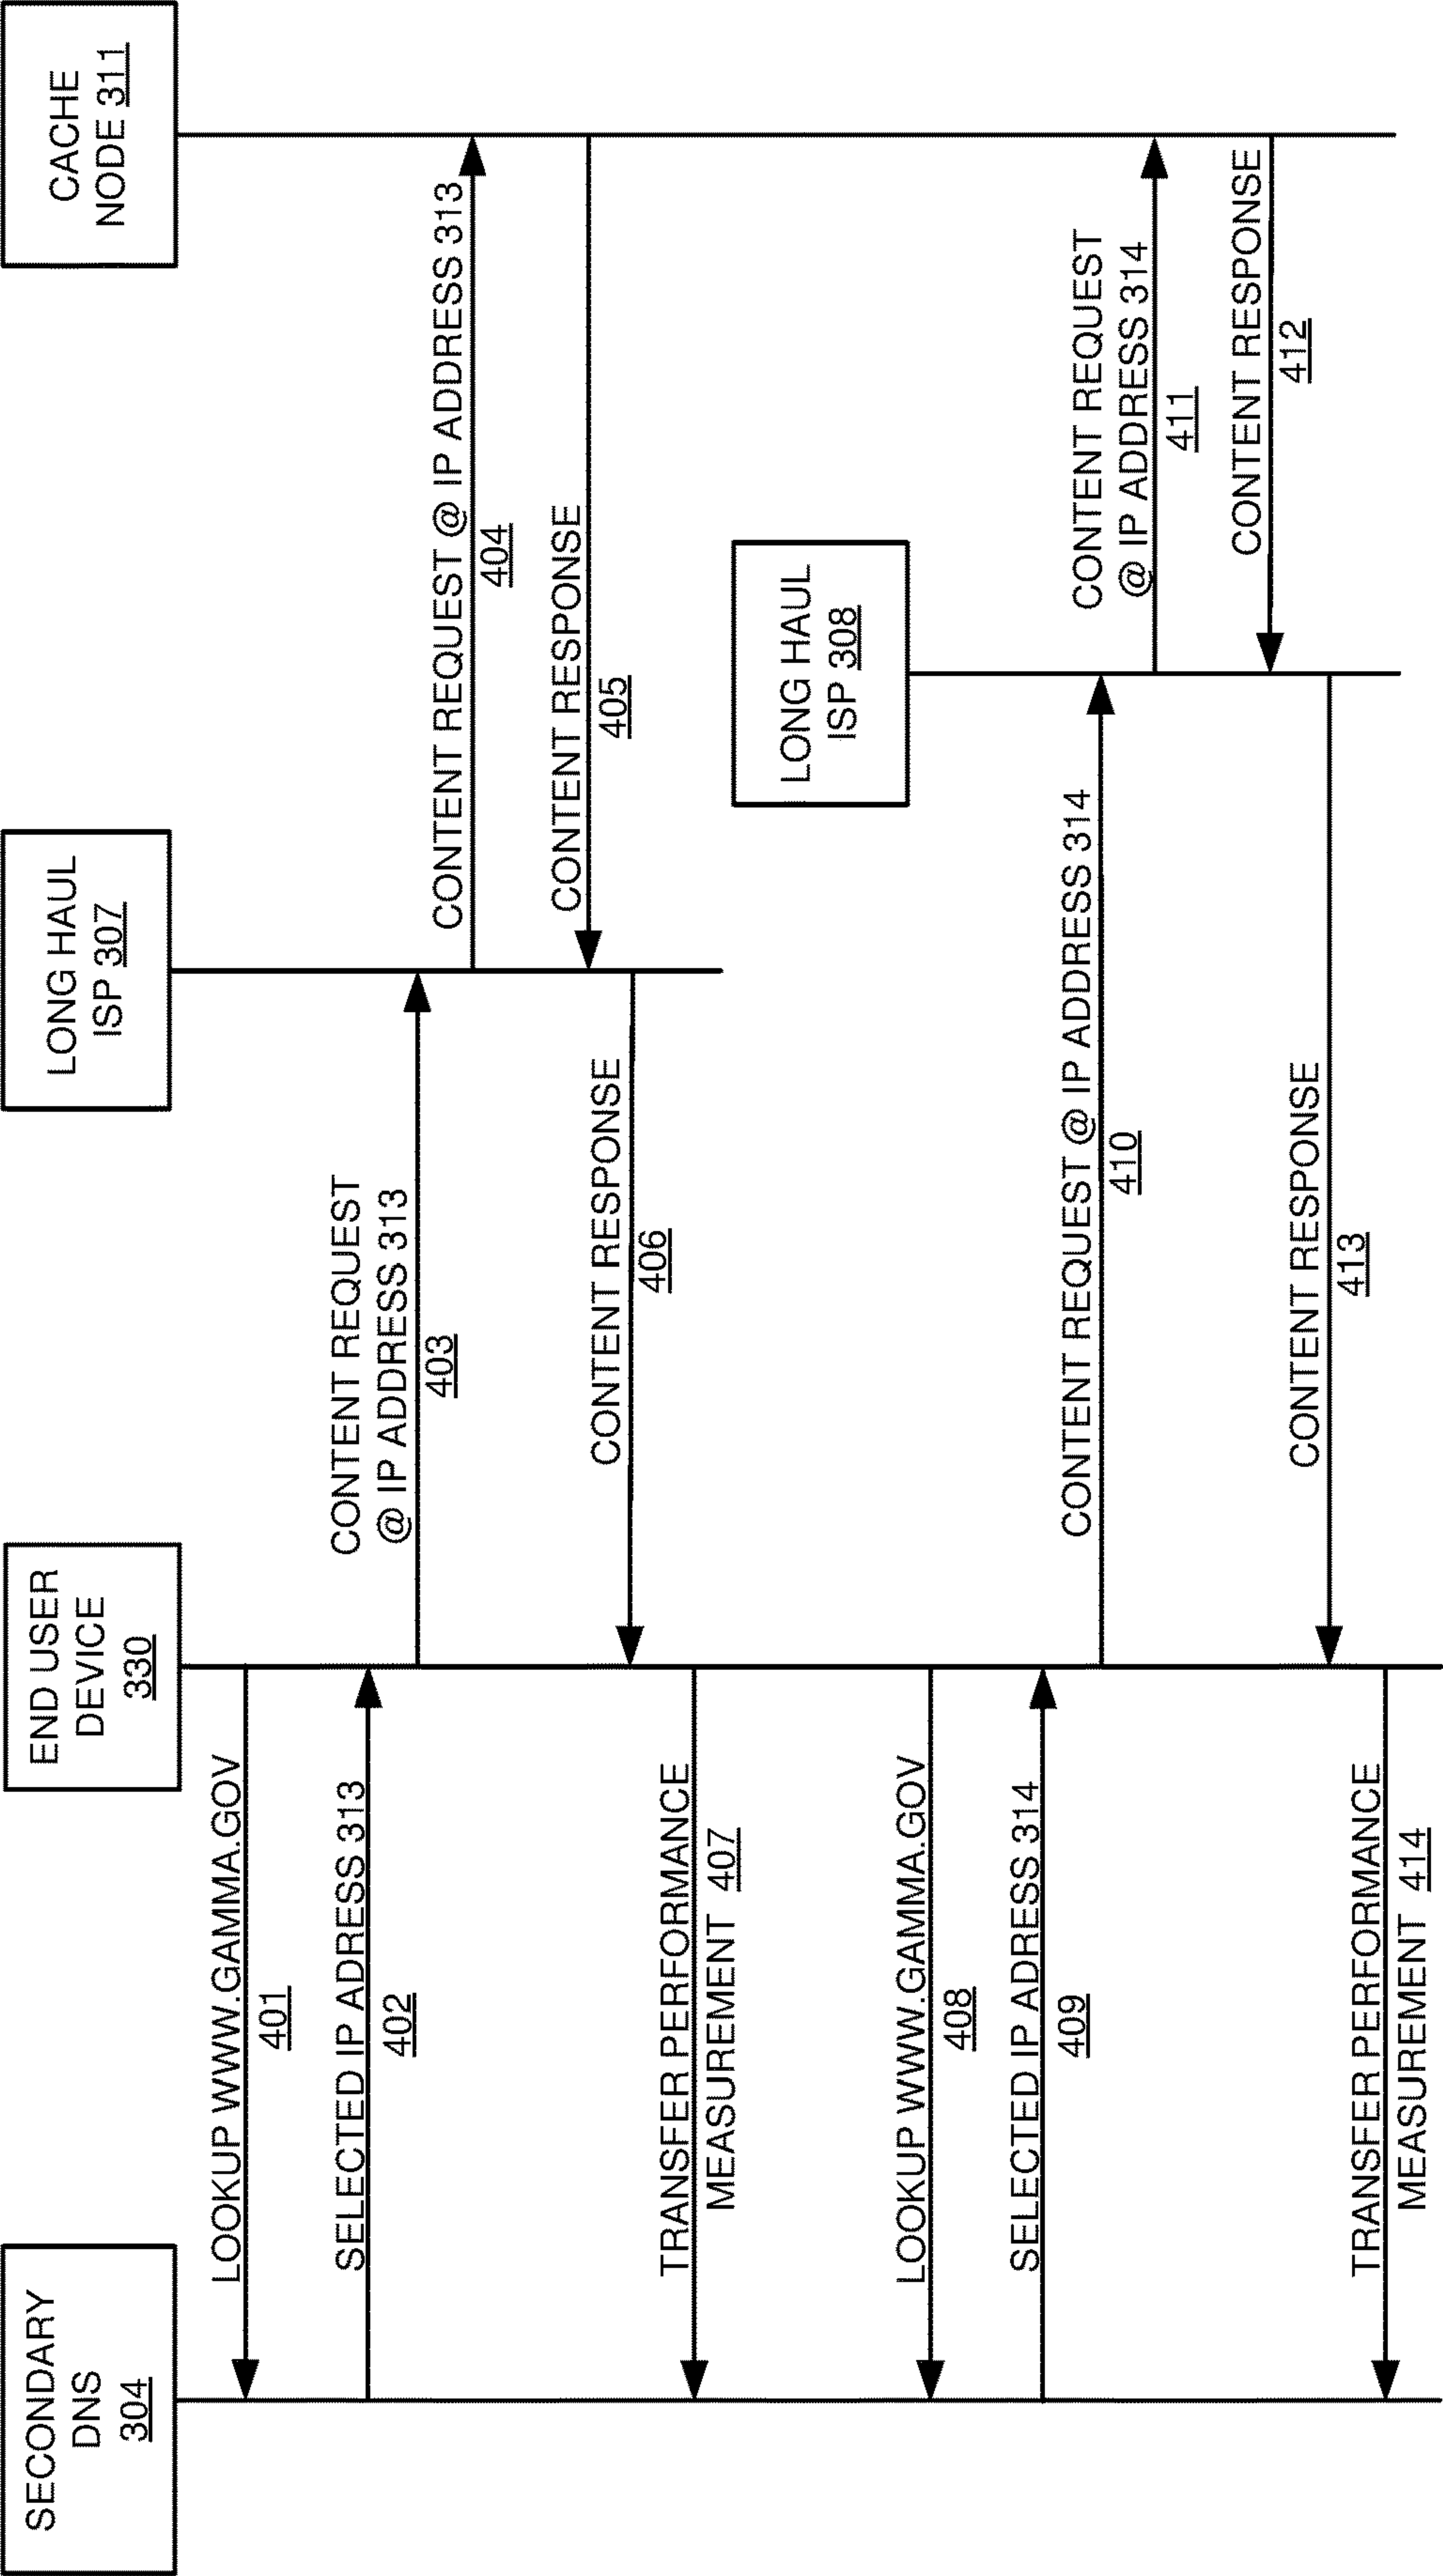 SECONDARY
DNS
304
END USER
DEVICE
330
LONG HAUL
ISP 307
CACHE
NODE 311
LOOKUP WWW.GAMMA.GOV
401
SELECTED IP ADRESS 313
402
CONTENT REQUEST
@ IP ADDRESS 313
403
CONTENT REQUEST @ IP ADDRESS 313
404
CONTENT RESPONSE
405
CONTENT RESPONSE
406
TRANSFER PERFORMANCE
MEASUREMENT 407
LONG HAUL
ISP 308
LOOKUP WWW.GAMMA.GOV
408
SELECTED IP ADRESS 314
409
CONTENT REQUEST @ IP ADDRESS 314
410
CONTENT REQUEST
@ IP ADDRESS 314
411
CONTENT RESPONSE
412
CONTENT RESPONSE
413
TRANSFER PERFORMANCE
MEASUREMENT 414